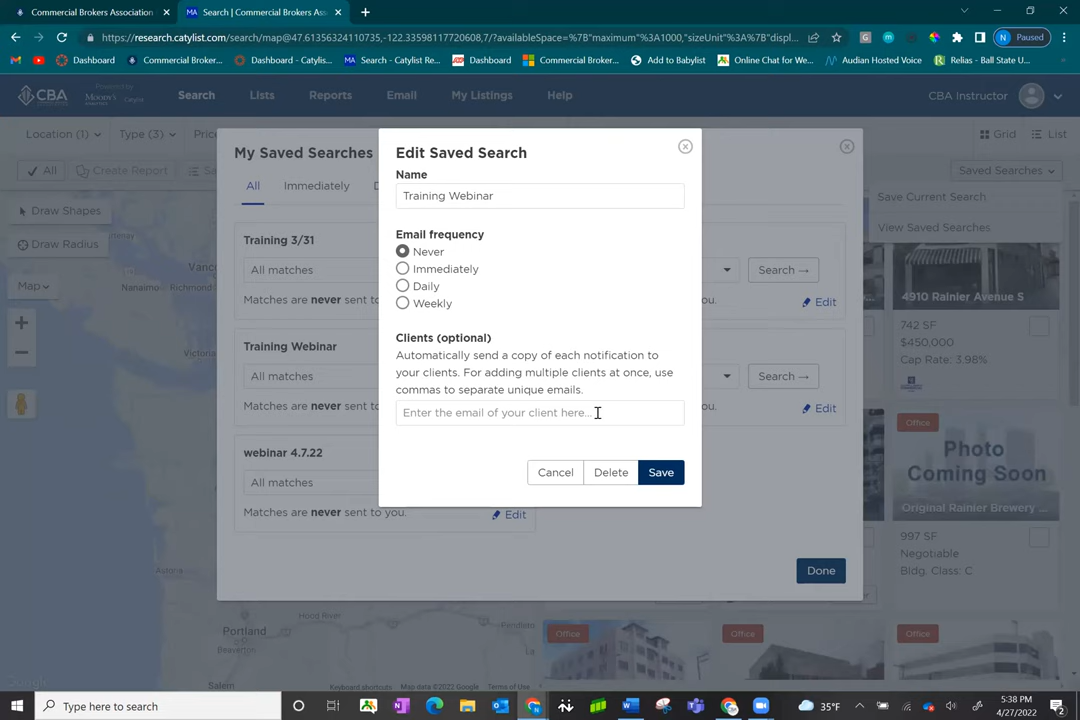 Commercial Brokers Association
Search | Commercial Brokers Ass
https://research.catylist.com/search/map@47.61356324110575,-122.33598117720608,7/?availableSpace=%7B"maximum"%3A1000,"sizeUnit"%3A%7B"displ...
Paused
Dashboard
Commercial Broker...
Dashboard - Catylis...
Search - Catylist Re...
Dashboard
Commercial Broker...
Add to Babylist
Online Chat for We...
Audian Hosted Voice
Relias - Ball State U...
CBA
Powered by
Moody's
Catylist
Search
Lists
Reports
Email
My Listings
Help
CBA Instructor
Location (1)
Type (3)
Grid
List
All
Create Report
Saved Searches
Save Current Search
View Saved Searches
Draw Shapes
Draw Radius
Map
My Saved Searches
All
Immediately
Training 3/31
All matches
Search →
Matches are never sent to
you.
Edit
Training Webinar
All matches
Search →
Matches are never sent to
you.
Edit
webinar 4.7.22
All matches
Matches are never sent to you.
Edit
Done
Edit Saved Search
Name
Training Webinar
Email frequency
Never
Immediately
Daily
Weekly
Clients (optional)
Automatically send a copy of each notification to
your clients. For adding multiple clients at once, use
commas to separate unique emails.
Enter the email of your client here...
Cancel
Delete
Save
4910 Rainier Avenue S
742 SF
$450,000
Cap Rate: 3.98%
Office
Photo
Coming Soon
Original Rainier Brewery
997 SF
Negotiable
Bldg. Class: C
Office
Office
Office
Nanaimo
Richmond
Victoria
Astoria
Portland
Beaverton
Salem
HOOD RIVER
Google
Keyboard shortcuts
Map data ©2022 Google
Terms of Use
Type here to search
35°F
5:38 PM
4/27/2022